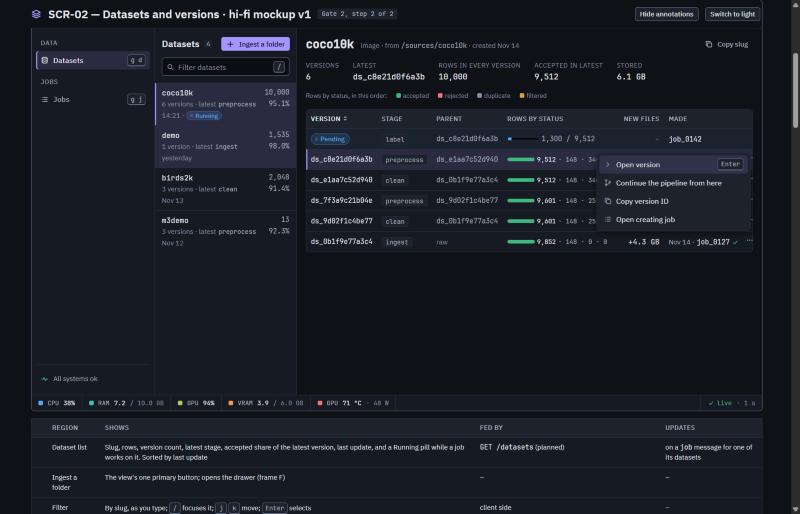 SCR-02 — Datasets and versions · hi-fi mockup v1
Gate 2, step 2 of 2
Hide annotations
Switch to light
DATA
Datasets
g d
JOBS
Jobs
g j
All systems ok
Datasets 4
+ Ingest a folder
Filter datasets
/
coco10k 10,000
6 versions · latest preprocess 95.1%
14:21 · Running
demo 1,535
1 version · latest ingest 98.0%
yesterday
birds2k 2,048
3 versions · latest clean 91.4%
Nov 13
m3demo 13
3 versions · latest preprocess 92.3%
Nov 12
coco10k image · from /sources/coco10k · created Nov 14
Copy slug
VERSIONS LATEST ROWS IN EVERY VERSION ACCEPTED IN LATEST STORED
6 ds_c8e21d0f6a3b 10,000 9,512 6.1 GB
Rows by status, in this order: accepted rejected duplicate filtered
VERSION STAGE PARENT ROWS BY STATUS NEW FILES MADE
Pending label ds_c8e21d0f6a3b 1,300 / 9,512 – job_0142
ds_c8e21d0f6a3b preprocess ds_e1aa7c52d940 9,512 · 148 ·
ds_e1aa7c52d940 clean ds_0b1f9e77a3c4 9,512 · 148 ·
ds_7f3a9c21b04e preprocess ds_9d02f1c4be77 9,601 · 148 ·
ds_9d02f1c4be77 clean ds_0b1f9e77a3c4 9,601 · 148 ·
ds_0b1f9e77a3c4 ingest raw 9,852 · 148 · 0 · 0 +4.3 GB Nov 14 · job_0127 ✓ ···
Open version Enter
Continue the pipeline from here
Copy version ID
Open creating job
CPU 38% RAM 7.2 / 10.0 GB GPU 94% VRAM 3.9 / 6.0 GB GPU 71 °C · 48 W
✓ live · 1 s
REGION SHOWS FED BY UPDATES
Dataset list Slug, rows, version count, latest stage, accepted share of the latest version, last update, and a Running pill while a job GET /datasets (planned) on a job message for one of
works on it. Sorted by last update its datasets
Ingest a The view's one primary button; opens the drawer (frame F) – –
folder
Filter By slug, as you type; / focuses it; j k move; Enter selects client side